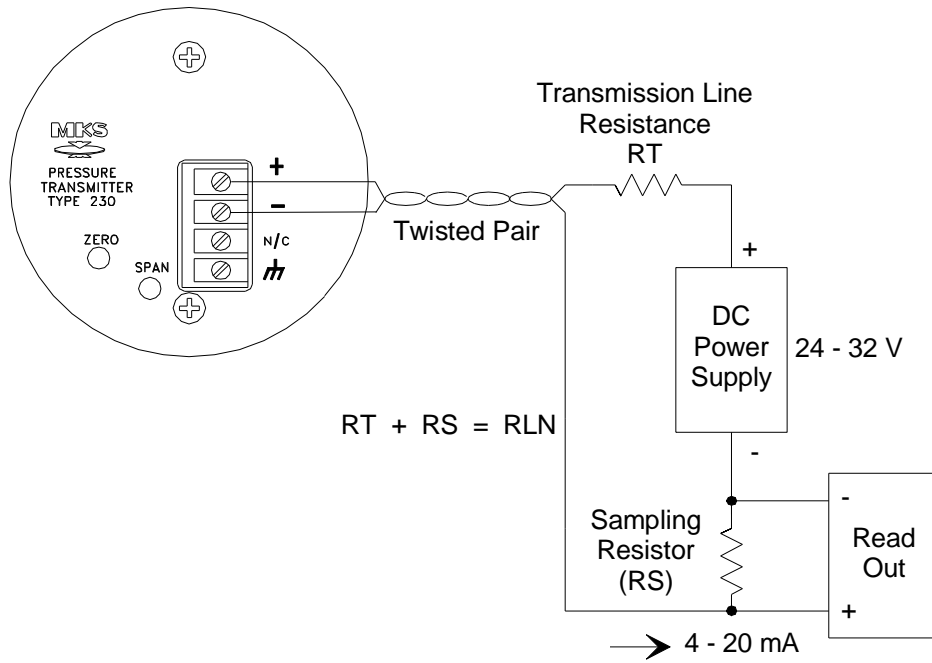 MKS
PRESSURE
TRANSMITTER
TYPE 230
ZERO
SPAN
+
-
N/C
Twisted Pair
Transmission Line
Resistance
RT
+
DC
Power
Supply
24 - 32 V
-
RT + RS = RLN
Sampling
Resistor
(RS)
-
Read
Out
+
4 - 20 mA